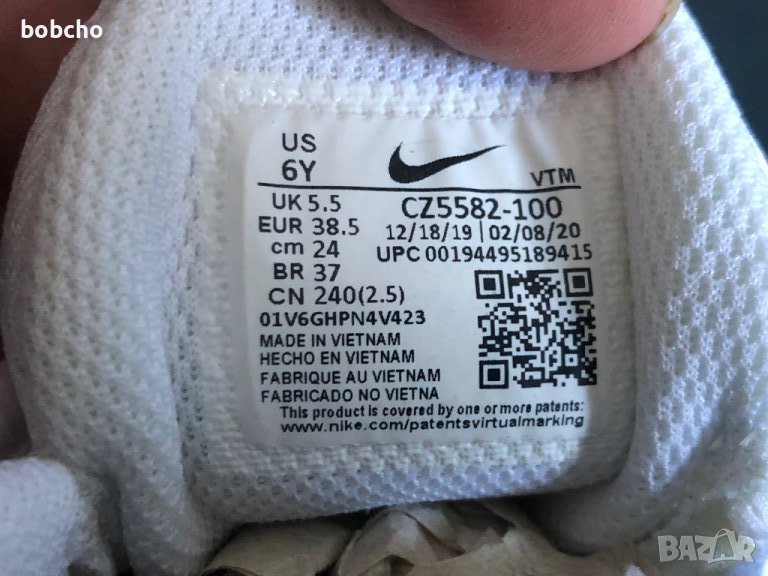 bobcho
US
6Y
VTM
UK 5.5
EUR 38.5
cm 24
BR 37
CN 240(2.5)
CZ5582-100
12/18/19 | 02/08/20
UPC 00194495189415
01V6GHPN4V423
MADE IN VIETNAM
HECHO EN VIETNAM
FABRIQUE AU VIETNAM
FABRICADO NO VIETNA
This product is covered by one or more patents:
www.nike.com/patentsvirtualmarking
BAZAR